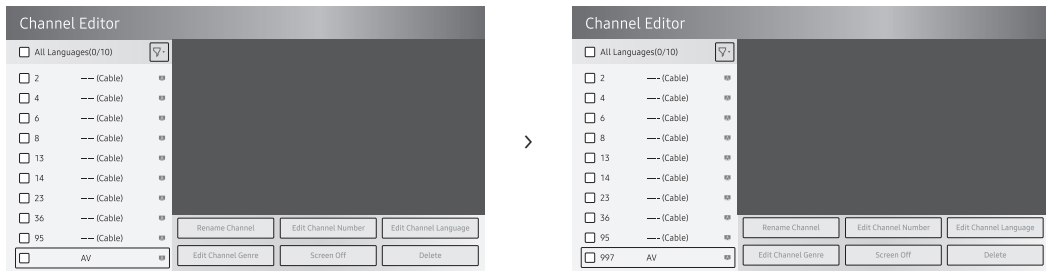 Channel Editor
All Languages(0/10)
2 —— (Cable)
4 —— (Cable)
6 —— (Cable)
8 —— (Cable)
13 —— (Cable)
14 —— (Cable)
23 —— (Cable)
36 —— (Cable)
95 —— (Cable)
AV
Rename Channel Edit Channel Number Edit Channel Language
Edit Channel Genre Screen Off Delete
>
Channel Editor
All Languages(0/10)
2 —- (Cable)
4 —- (Cable)
6 —- (Cable)
8 —- (Cable)
13 —- (Cable)
14 —- (Cable)
23 —- (Cable)
36 —- (Cable)
95 —- (Cable)
997 AV
Rename Channel Edit Channel Number Edit Channel Language
Edit Channel Genre Screen Off Delete